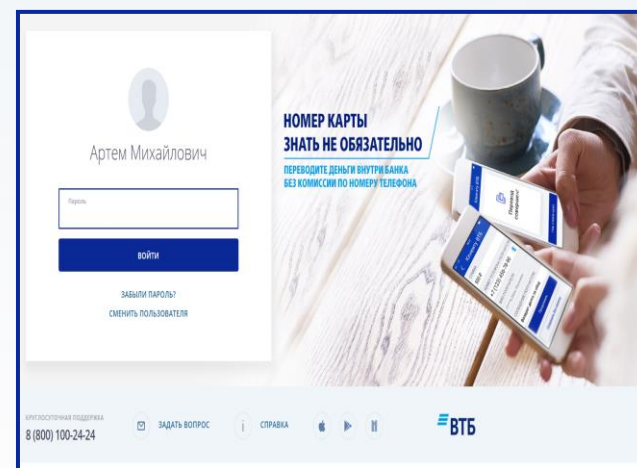 Артем Михайлович
Пароль
ВОЙТИ
ЗАБЫЛИ ПАРОЛЬ?
СМЕНИТЬ ПОЛЬЗОВАТЕЛЯ
НОМЕР КАРТЫ
ЗНАТЬ НЕ ОБЯЗАТЕЛЬНО
ПЕРЕВОДИТЕ ДЕНЬГИ ВНУТРИ БАНКА
БЕЗ КОМИССИИ ПО НОМЕРУ ТЕЛЕФОНА
КРУГЛОСУТОЧНАЯ ПОДДЕРЖКА
8 (800) 100-24-24
ЗАДАТЬ ВОПРОС
СПРАВКА
ВТБ